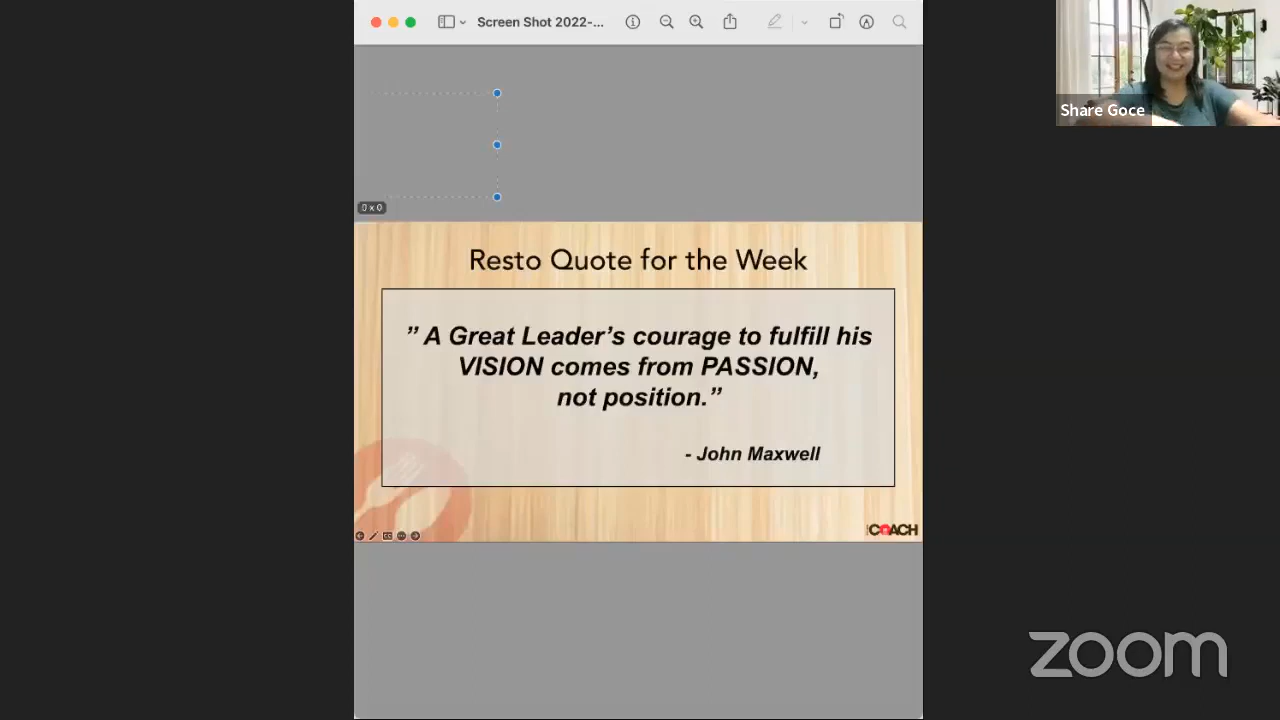 Screen Shot 2022-...
Share Goce
0 x 0
Resto Quote for the Week
” A Great Leader’s courage to fulfill his
VISION comes from PASSION,
not position.”
- John Maxwell
COACH
zoom